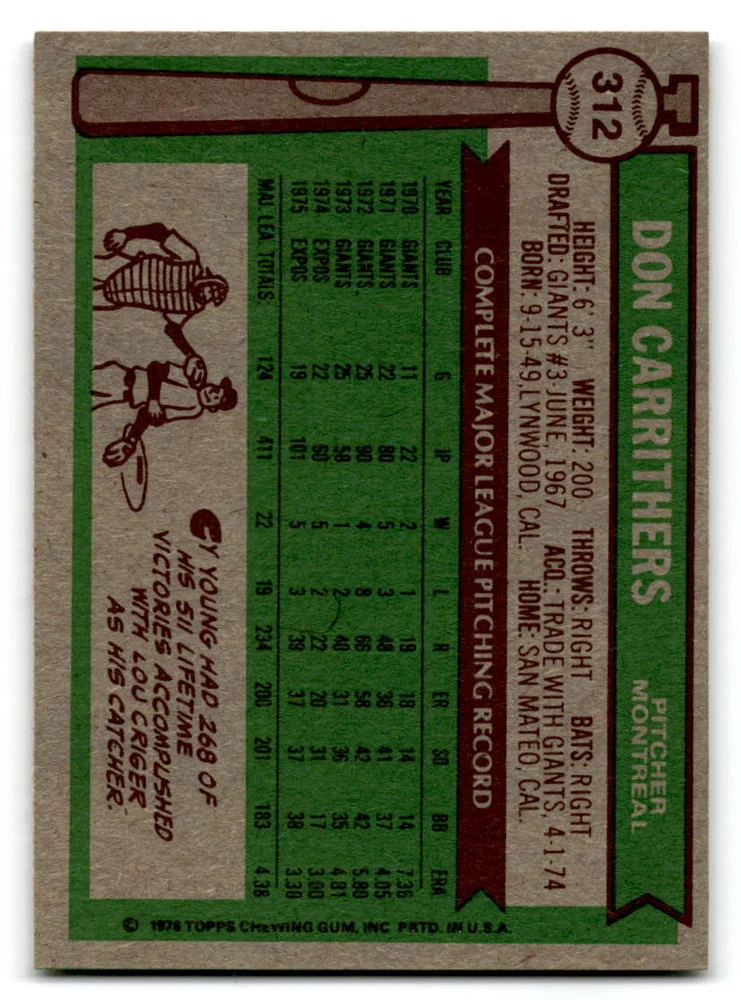 312
DON CARRITHERS
PITCHER
MONTREAL
HEIGHT: 6' 3" WEIGHT: 200 THROWS: RIGHT BATS: RIGHT
DRAFTED: GIANTS #3-JUNE, 1967 ACQ.: TRADE WITH GIANTS, 4-1-74
BORN: 9-15-49, LYNWOOD, CAL. HOME: SAN MATEO, CAL.
COMPLETE MAJOR LEAGUE PITCHING RECORD
YEAR CLUB G IP W L R ER SO BB ERA
1970 GIANTS 11 22 2 1 19 18 14 14 7.36
1971 GIANTS 22 80 5 3 48 36 41 37 4.05
1972 GIANTS 25 90 4 8 66 58 42 42 5.80
1973 GIANTS 25 58 1 2 40 31 36 35 4.81
1974 EXPOS 22 60 5 2 22 20 31 17 3.00
1975 EXPOS 19 101 5 3 39 37 37 38 3.30
MAJ. LEA. TOTALS: 124 411 22 19 234 200 201 183 4.38
CY YOUNG HAD 268 OF
HIS 511 LIFETIME
VICTORIES ACCOMPLISHED
WITH LOU CRIGER
AS HIS CATCHER.
© 1976 TOPPS CHEWING GUM, INC. PRTD. IN U.S.A.